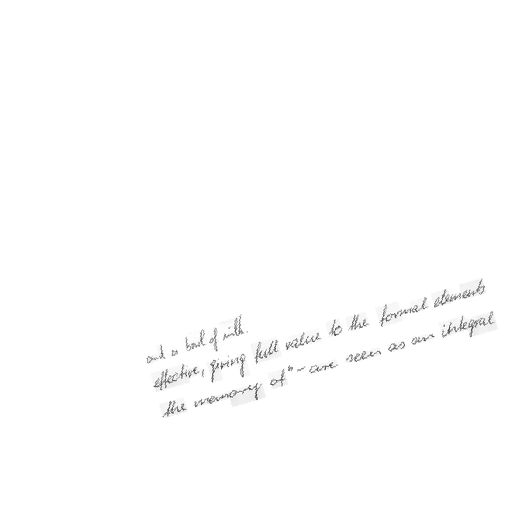 and a bowl of milk.
effective, giving full value to the formal elements
the memory of" - are seen as an integral